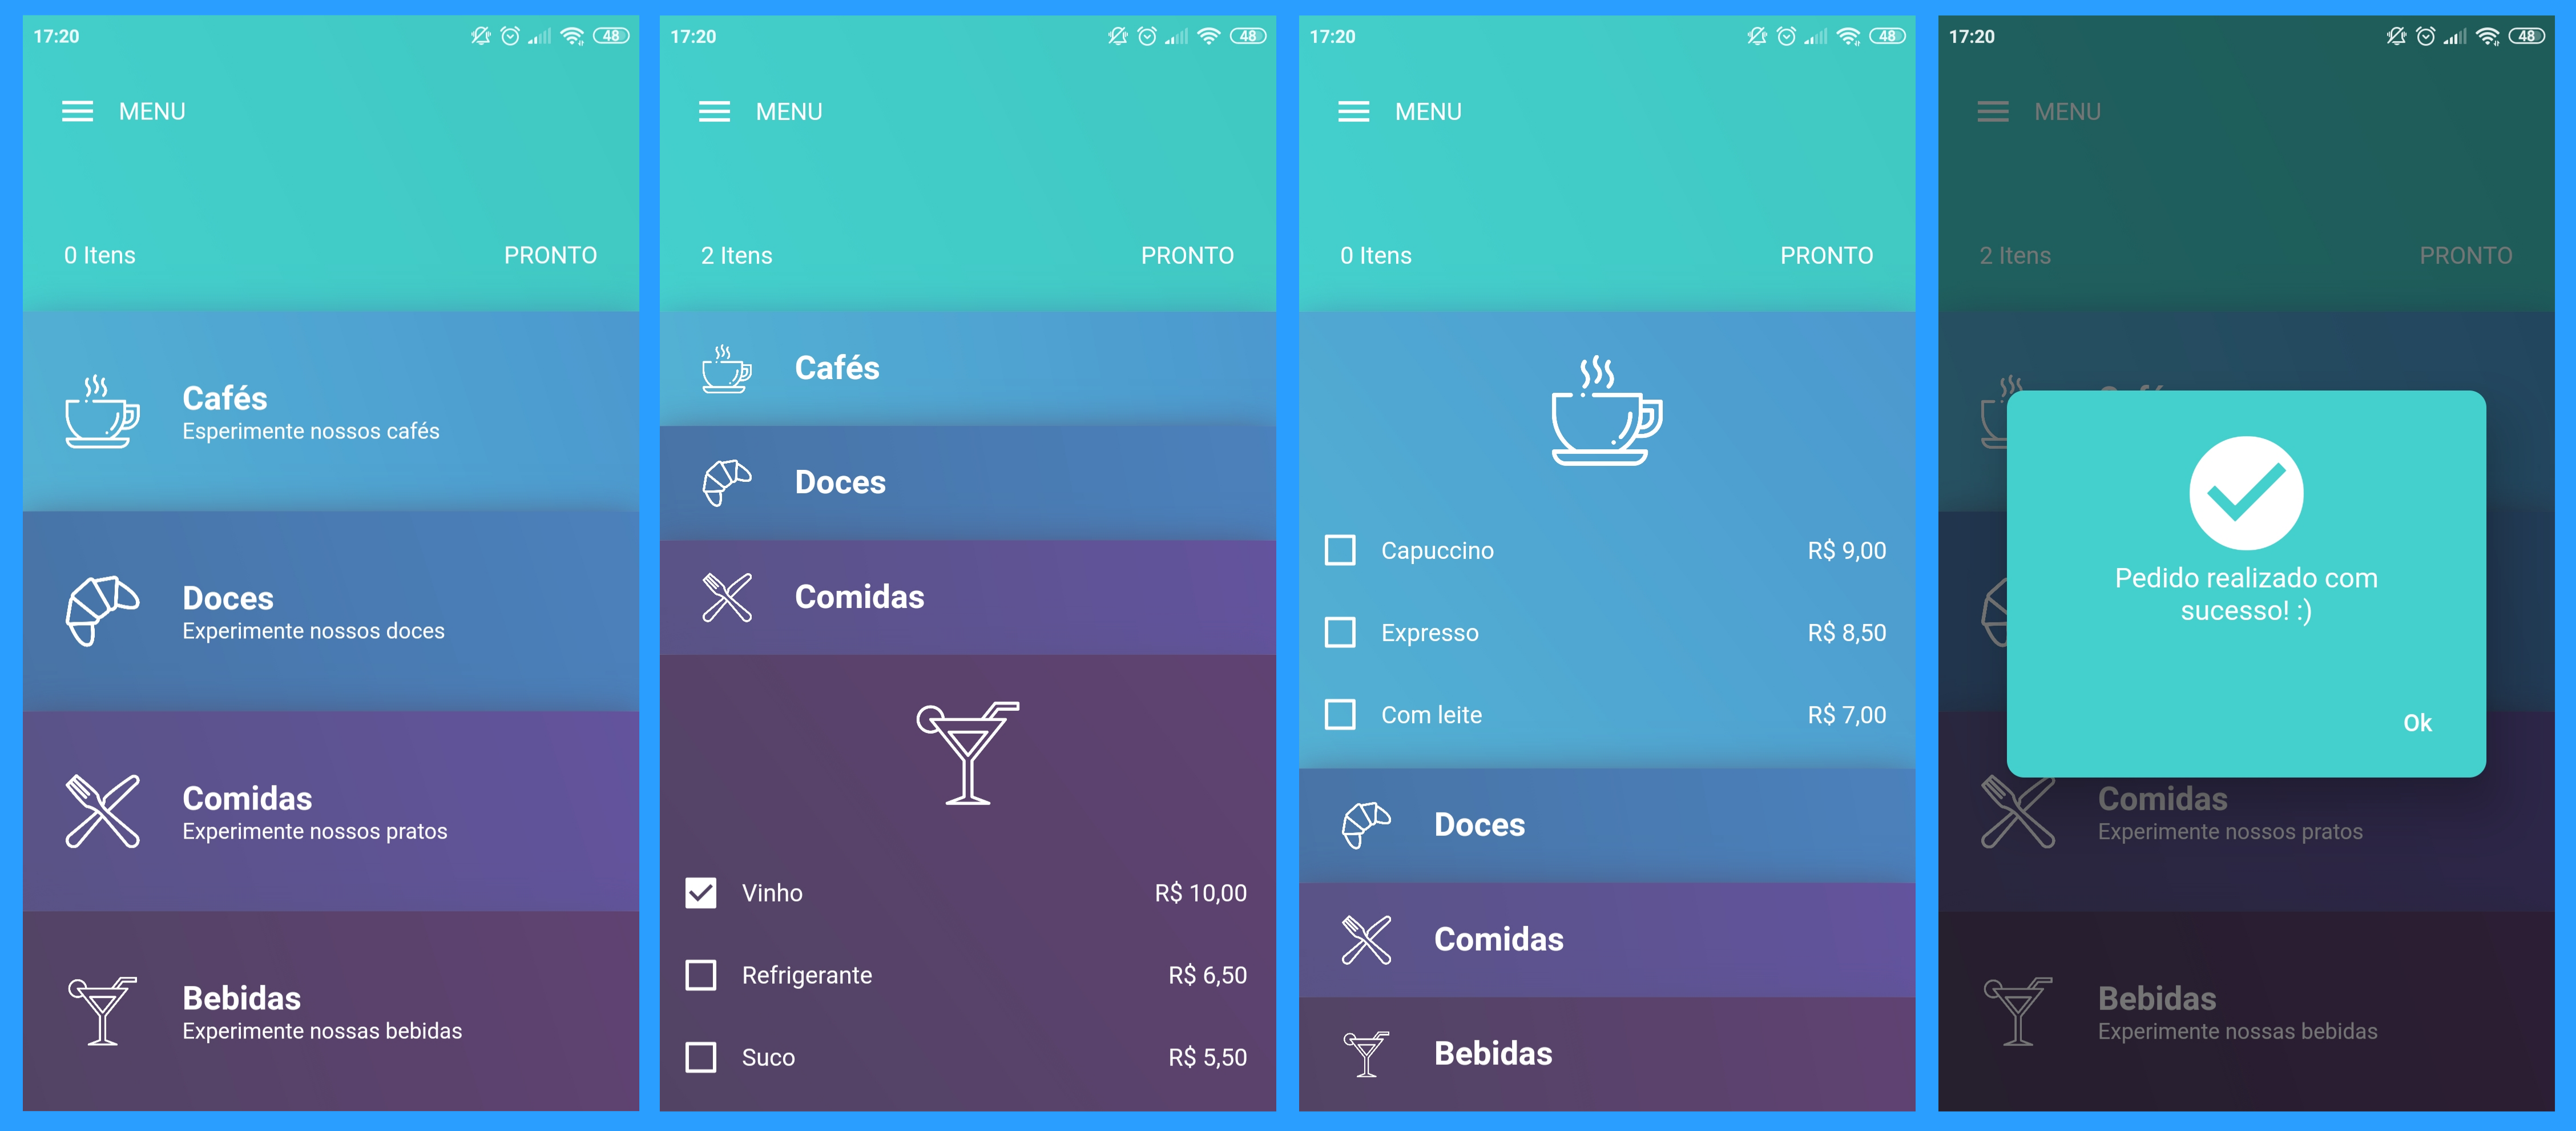 17:20
48
MENU
0 Itens
PRONTO
Cafés
Esperimente nossos cafés
Doces
Experimente nossos doces
Comidas
Experimente nossos pratos
Bebidas
Experimente nossas bebidas
17:20
48
MENU
2 Itens
PRONTO
Cafés
Doces
Comidas
Vinho
R$ 10,00
Refrigerante
R$ 6,50
Suco
R$ 5,50
17:20
48
MENU
0 Itens
PRONTO
Capuccino
R$ 9,00
Expresso
R$ 8,50
Com leite
R$ 7,00
Doces
Comidas
Bebidas
17:20
48
MENU
2 Itens
PRONTO
Pedido realizado com
sucesso! :)
Ok
Comidas
Experimente nossos pratos
Bebidas
Experimente nossas bebidas